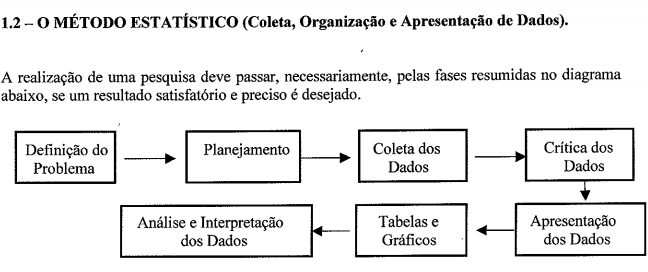 1.2 – O MÉTODO ESTATÍSTICO (Coleta, Organização e Apresentação de Dados).
A realização de uma pesquisa deve passar, necessariamente, pelas fases resumidas no diagrama
abaixo, se um resultado satisfatório e preciso é desejado.
Definição do
Problema
Planejamento
Coleta dos
Dados
Crítica dos
Dados
Apresentação
dos Dados
Tabelas e
Gráficos
Análise e Interpretação
dos Dados